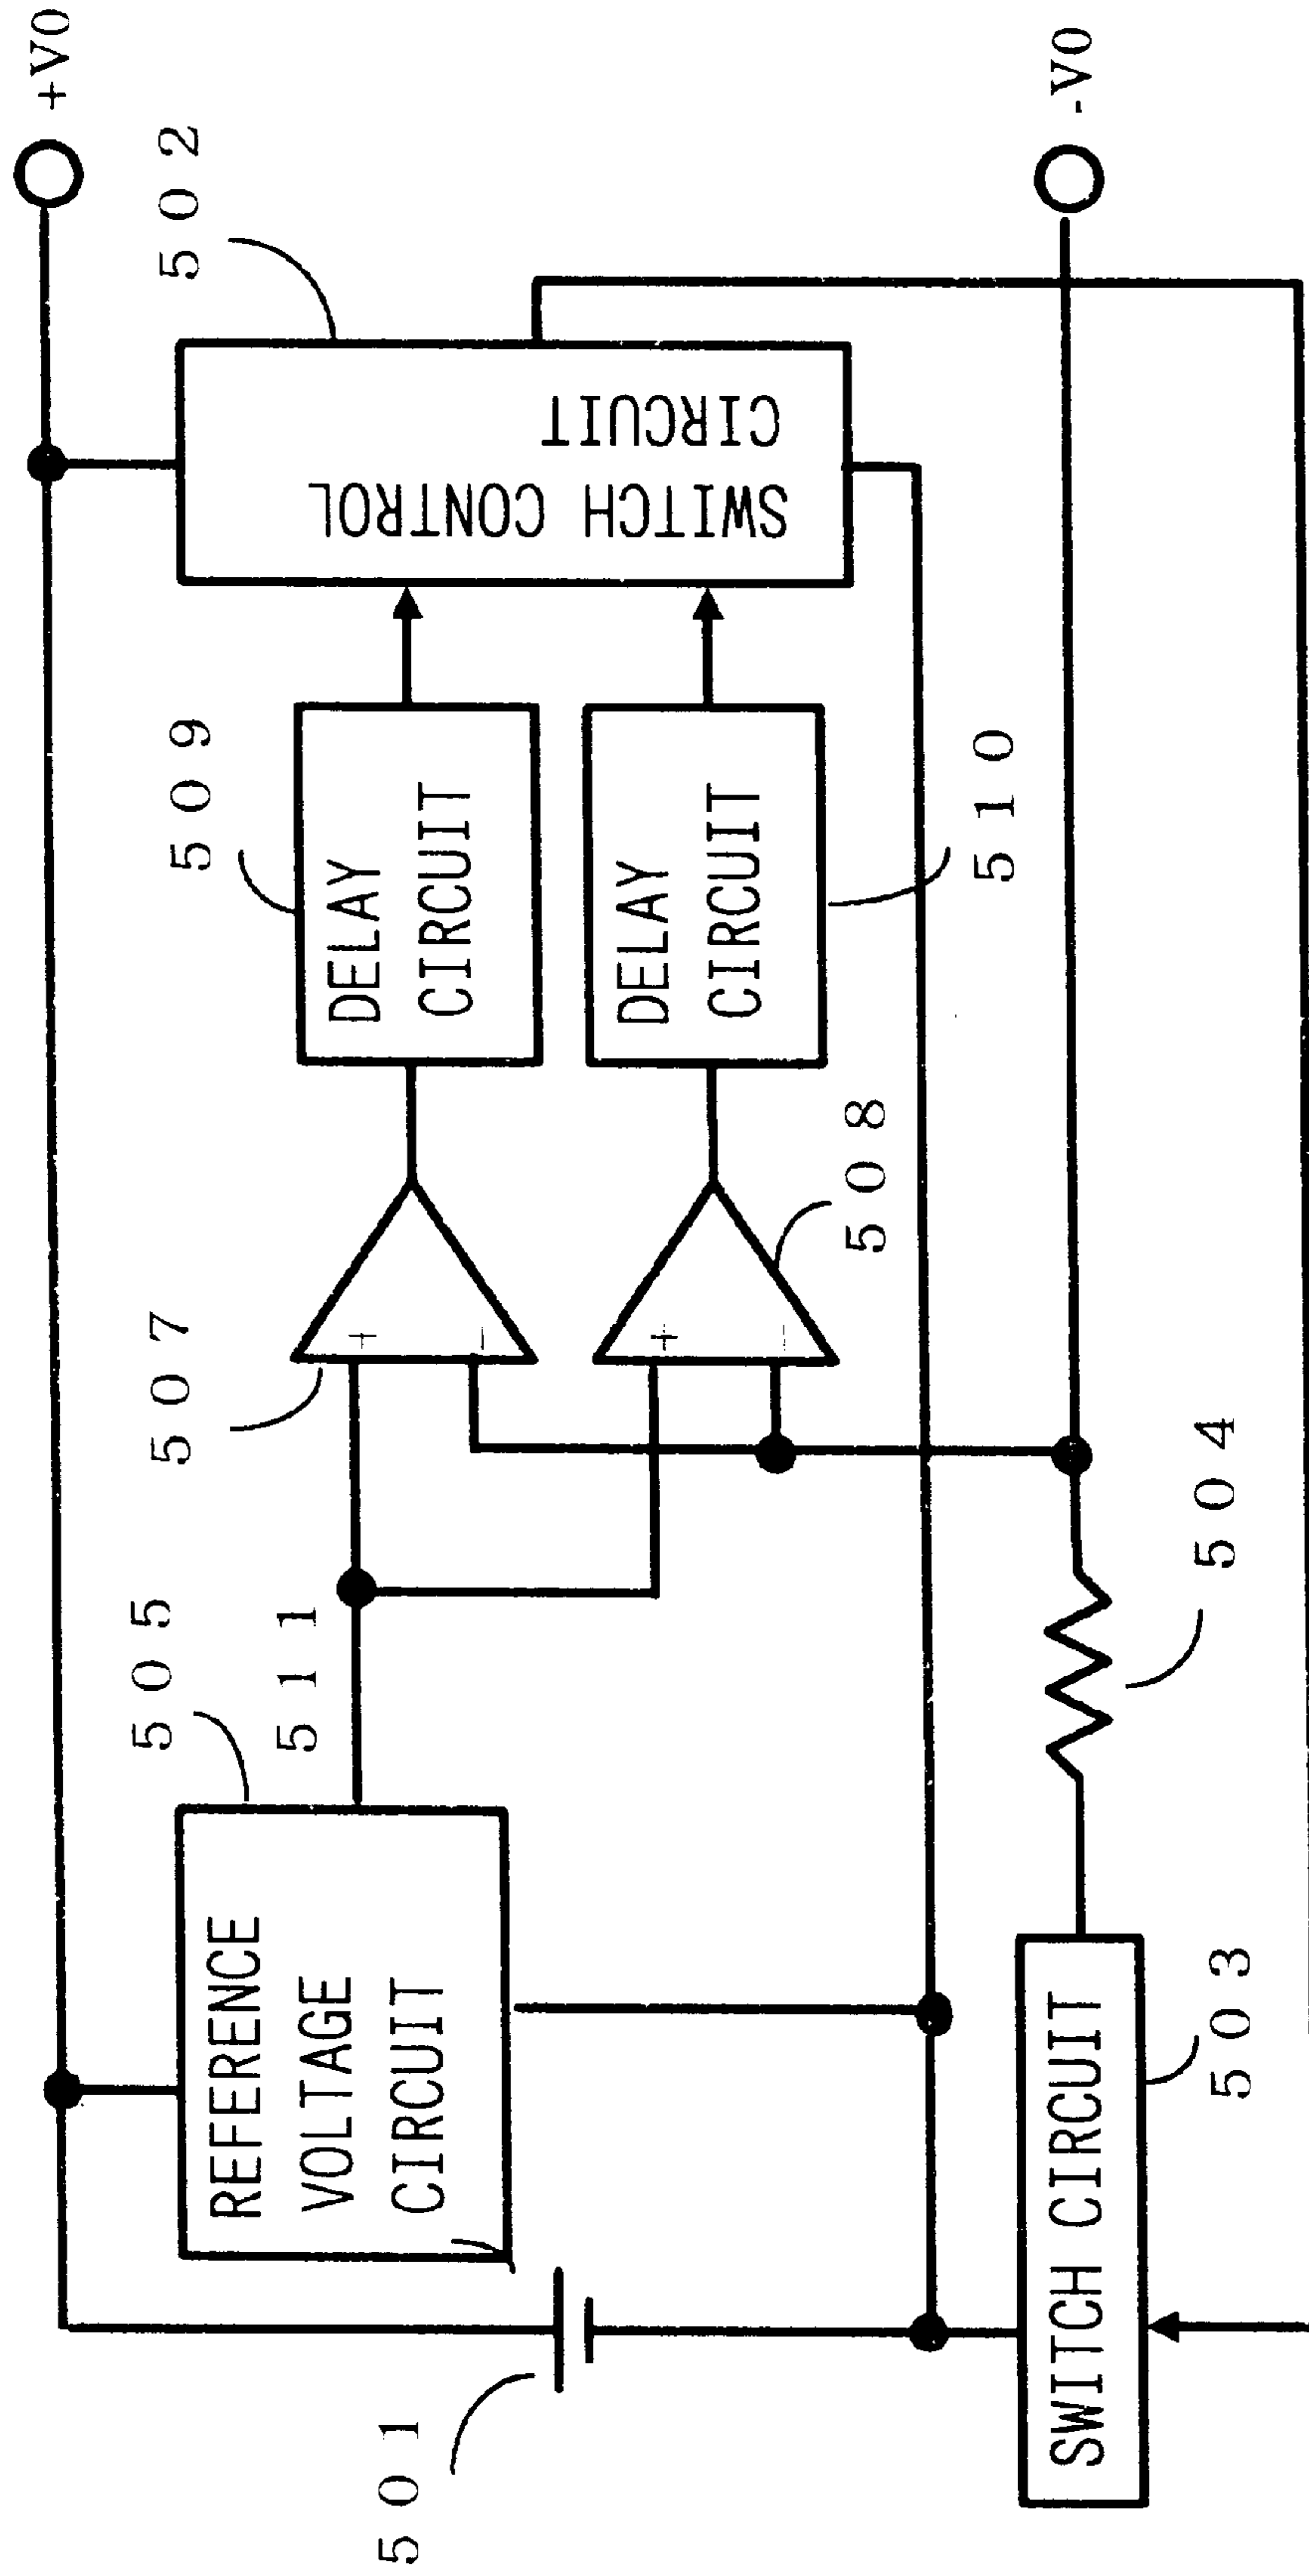 +V0
502
SWITCH CONTROL
CIRCUIT
509
DELAY
CIRCUIT
DELAY
CIRCUIT
510
507
+
-
+
-
508
505
511
REFERENCE
VOLTAGE
CIRCUIT
501
504
SWITCH CIRCUIT
503
-V0